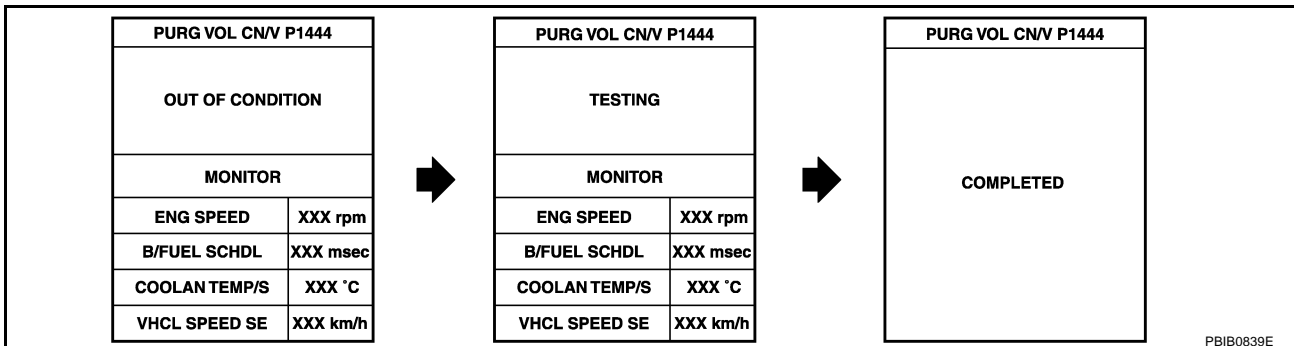 PURG VOL CN/V P1444
OUT OF CONDITION
MONITOR
ENG SPEED XXX rpm
B/FUEL SCHDL XXX msec
COOLAN TEMP/S XXX °C
VHCL SPEED SE XXX km/h
PURG VOL CN/V P1444
TESTING
MONITOR
ENG SPEED XXX rpm
B/FUEL SCHDL XXX msec
COOLAN TEMP/S XXX °C
VHCL SPEED SE XXX km/h
PURG VOL CN/V P1444
COMPLETED
PBIB0839E